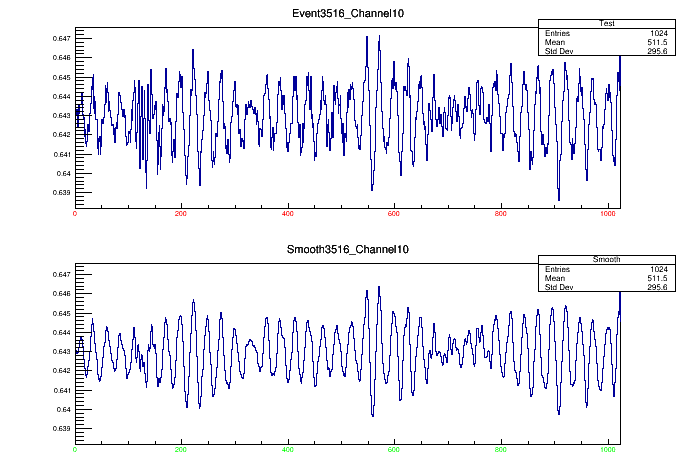 Event3516_Channel10
Test
Entries 1024
Mean 511.5
Std Dev 295.6
0.647
0.646
0.645
0.644
0.643
0.642
0.641
0.64
0.639
0 200 400 600 800 1000
Smooth3516_Channel10
Smooth
Entries 1024
Mean 511.5
Std Dev 295.6
0.647
0.646
0.645
0.644
0.643
0.642
0.641
0.64
0.639
0 200 400 600 800 1000